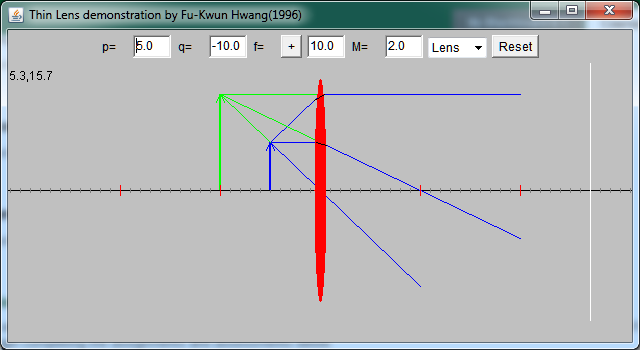 Thin Lens demonstration by Fu-Kwun Hwang(1996)
p= 5.0 q= -10.0 f= + 10.0 M= 2.0 Lens Reset
5.3,15.7